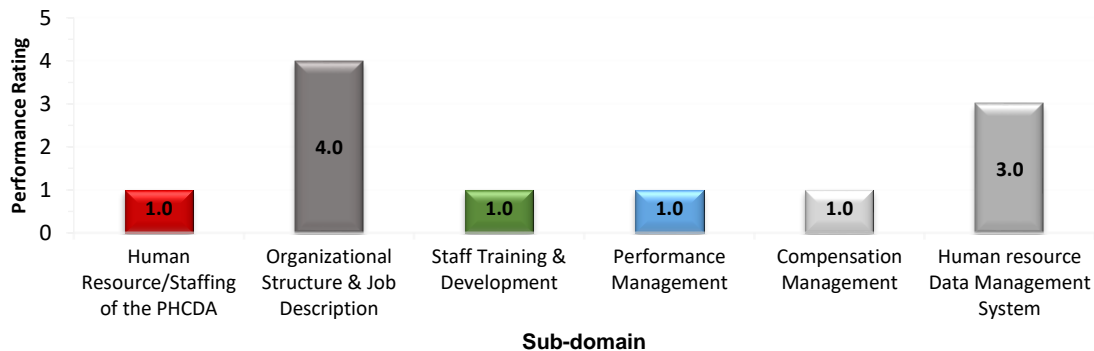 Performance Rating
5
4
3
2
1
0
1.0
4.0
1.0
1.0
1.0
3.0
Human
Resource/Staffing
of the PHCDA
Organizational
Structure & Job
Description
Staff Training &
Development
Performance
Management
Compensation
Management
Human resource
Data Management
System
Sub-domain